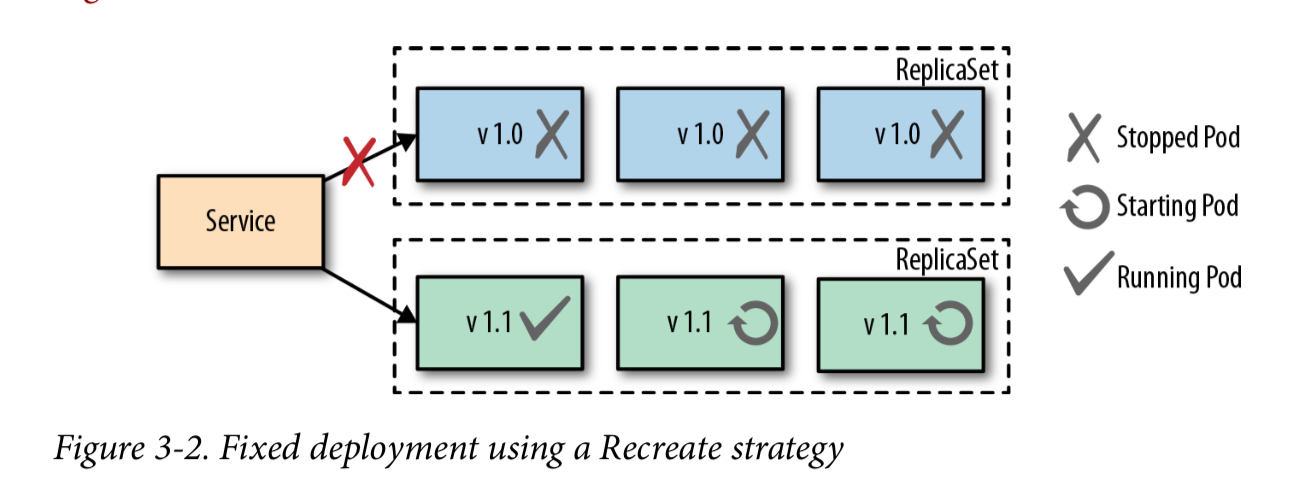 ReplicaSet
v 1.0
v 1.0
v 1.0
Service
ReplicaSet
v 1.1
v 1.1
v 1.1
Stopped Pod
Starting Pod
Running Pod
Figure 3-2. Fixed deployment using a Recreate strategy